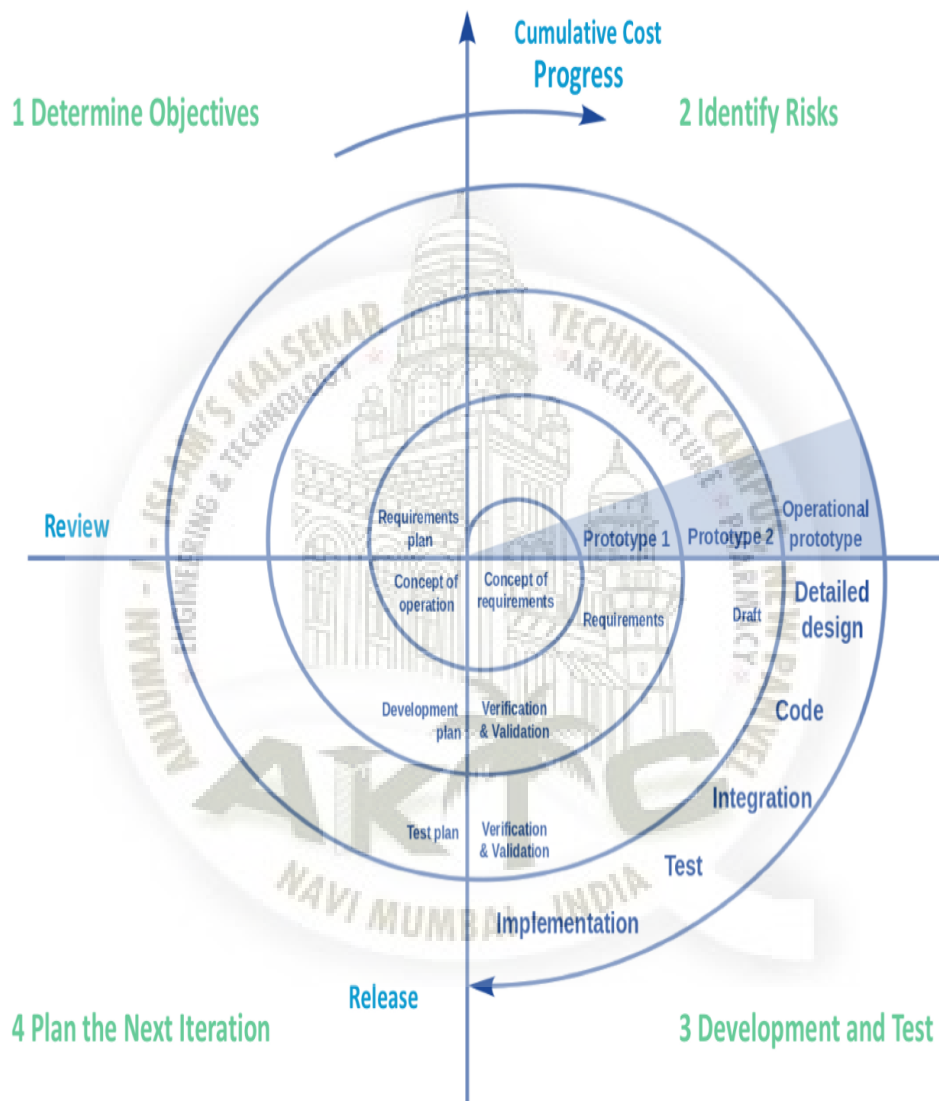 Cumulative Cost
Progress
1 Determine Objectives
2 Identify Risks
ANJUMAN - I - ISLAM'S KALSEKAR
TECHNICAL CAMPUS, NEW PANVEL
ENGINEERING & TECHNOLOGY
ARCHITECTURE ★ PHARMACY
Review
Requirements
plan
Prototype 1
Prototype 2
Operational
prototype
Concept of
operation
Concept of
requirements
Requirements
Draft
Detailed
design
Development
plan
Verification
& Validation
Code
AKTC
Integration
Test plan
Verification
& Validation
Test
NAVI MUMBAI - INDIA
Implementation
Release
4 Plan the Next Iteration
3 Development and Test